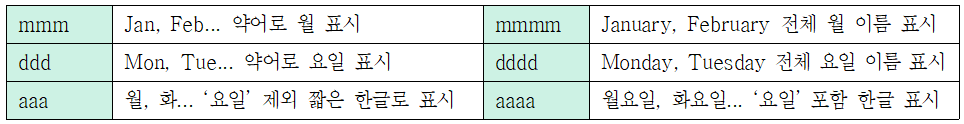 mmm Jan, Feb... 약어로 월 표시 mmmm January, February 전체 월 이름 표시
ddd Mon, Tue... 약어로 요일 표시 dddd Monday, Tuesday 전체 요일 이름 표시
aaa 월, 화... ‘요일’ 제외 짧은 한글로 표시 aaaa 월요일, 화요일... ‘요일’ 포함 한글 표시